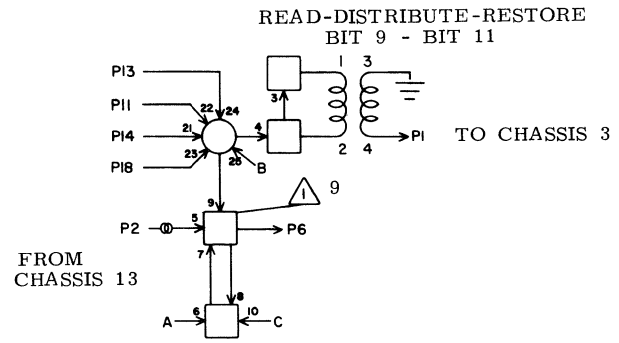 READ-DISTRIBUTE-RESTORE
BIT 9 - BIT 11
P13
1 3
3
P11
22 24
P14
21
4
2 4
P1
TO CHASSIS 3
P18
23
25
B
9
1
9
P2
5
P6
FROM
CHASSIS 13
7
8
A
6
10
C